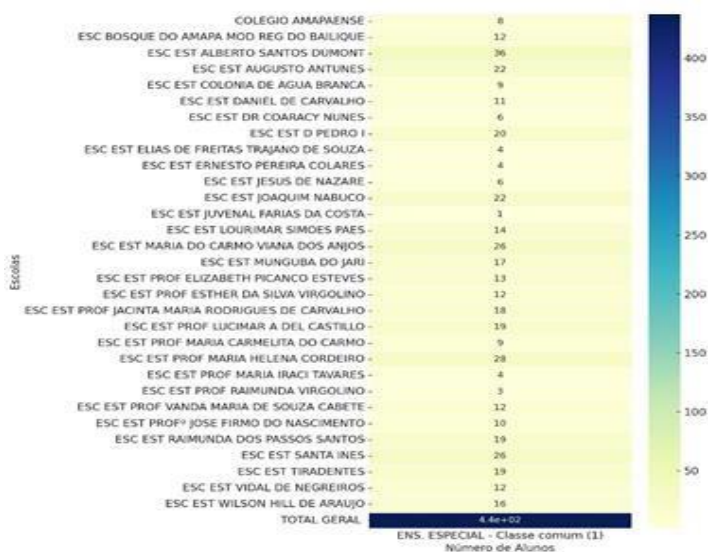 COLEGIO AMAPAENSE - 8
ESC BOSQUE DO AMAPA MOD REG DO BAILIQUE - 12
ESC EST ALBERTO SANTOS DUMONT - 36
ESC EST AUGUSTO ANTUNES - 22
ESC EST COLONIA DE AGUA BRANCA - 9
ESC EST DANIEL DE CARVALHO - 11
ESC EST DR COARACY NUNES - 6
ESC EST D PEDRO I - 20
ESC EST ELIAS DE FREITAS TRAJANO DE SOUZA - 4
ESC EST ERNESTO PEREIRA COLARES - 4
ESC EST JESUS DE NAZARE - 6
ESC EST JOAQUIM NABUCO - 22
ESC EST JUVENAL FARIAS DA COSTA - 1
ESC EST LOURIMAR SIMOES PAES - 14
ESC EST MARIA DO CARMO VIANA DOS ANJOS - 26
ESC EST MUNGUBA DO JARI - 17
ESC EST PROF ELIZABETH PICANCO ESTEVES - 13
ESC EST PROF ESTHER DA SILVA VIRGOLINO - 12
ESC EST PROF JACINTA MARIA RODRIGUES DE CARVALHO - 18
ESC EST PROF LUCIMAR A DEL CASTILLO - 19
ESC EST PROF MARIA CARMELITA DO CARMO - 9
ESC EST PROF MARIA HELENA CORDEIRO - 28
ESC EST PROF MARIA IRACI TAVARES - 4
ESC EST PROF RAIMUNDA VIRGOLINO - 3
ESC EST PROF VANDA MARIA DE SOUZA CABETE - 12
ESC EST PROFº JOSE FIRMO DO NASCIMENTO - 10
ESC EST RAIMUNDA DOS PASSOS SANTOS - 19
ESC EST SANTA INES - 26
ESC EST TIRADENTES - 19
ESC EST VIDAL DE NEGREIROS - 12
ESC EST WILSON HILL DE ARAUJO - 16
TOTAL GERAL 4.4e+02
Escolas
ENS. ESPECIAL - Classe comum (1)
Número de Alunos
400
350
300
250
200
150
100
50